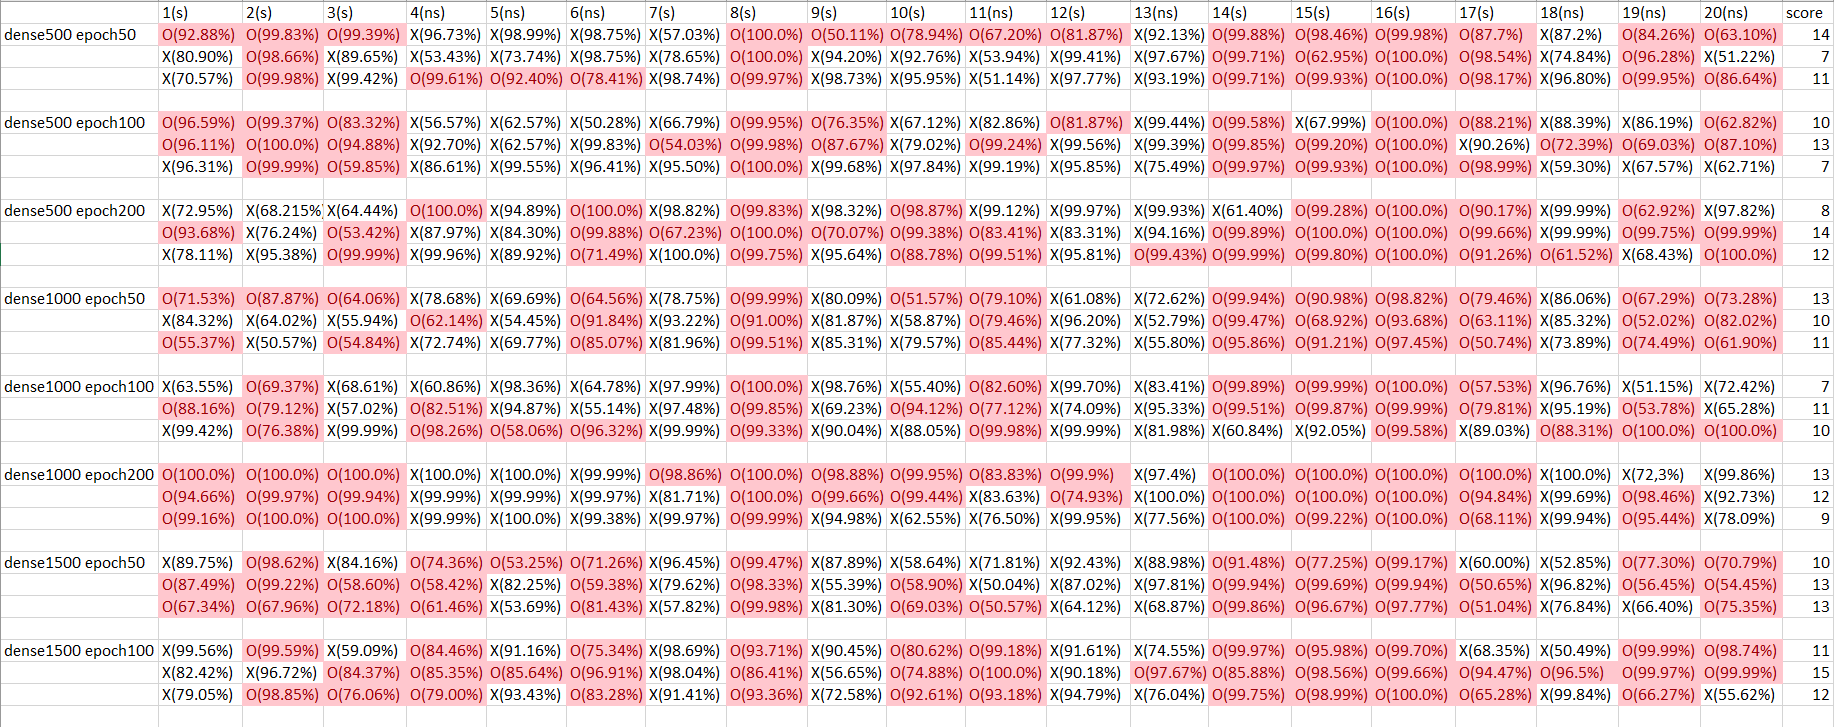 1(s) 2(s) 3(s) 4(ns) 5(ns) 6(ns) 7(s) 8(s) 9(s) 10(s) 11(ns) 12(s) 13(ns) 14(s) 15(s) 16(s) 17(s) 18(ns) 19(ns) 20(ns) score
dense500 epoch50 O(92.88%) O(99.83%) O(99.39%) X(96.73%) X(98.99%) X(98.75%) X(57.03%) O(100.0%) O(50.11%) O(78.94%) O(67.20%) O(81.87%) X(92.13%) O(99.88%) O(98.46%) O(99.98%) O(87.7%) X(87.2%) O(84.26%) O(63.10%) 14
X(80.90%) O(98.66%) X(89.65%) X(53.43%) X(73.74%) X(98.75%) X(78.65%) O(100.0%) X(94.20%) X(92.76%) X(53.94%) X(99.41%) X(97.67%) O(99.71%) O(62.95%) O(100.0%) O(98.54%) X(74.84%) O(96.28%) X(51.22%) 7
X(70.57%) O(99.98%) X(99.42%) O(99.61%) O(92.40%) O(78.41%) X(98.74%) O(99.97%) X(98.73%) X(95.95%) X(51.14%) X(97.77%) X(93.19%) O(99.71%) O(99.93%) O(100.0%) O(98.17%) X(96.80%) O(99.95%) O(86.64%) 11
dense500 epoch100 O(96.59%) O(99.37%) O(83.32%) X(56.57%) X(62.57%) X(50.28%) X(66.79%) O(99.95%) O(76.35%) X(67.12%) X(82.86%) O(81.87%) X(99.44%) O(99.58%) X(67.99%) O(100.0%) O(88.21%) X(88.39%) X(86.19%) O(62.82%) 10
O(96.11%) O(100.0%) O(94.88%) X(92.70%) X(62.57%) X(99.83%) O(54.03%) O(99.98%) O(87.67%) X(79.02%) O(99.24%) X(99.56%) X(99.39%) O(99.85%) O(99.20%) O(100.0%) X(90.26%) O(72.39%) O(69.03%) O(87.10%) 13
X(96.31%) O(99.99%) O(59.85%) X(86.61%) X(99.55%) X(96.41%) X(95.50%) O(100.0%) X(99.68%) X(97.84%) X(99.19%) X(95.85%) X(75.49%) O(99.97%) O(99.93%) O(100.0%) O(98.99%) X(59.30%) X(67.57%) X(62.71%) 7
dense500 epoch200 X(72.95%) X(68.215% X(64.44%) O(100.0%) X(94.89%) O(100.0%) X(98.82%) O(99.83%) X(98.32%) O(98.87%) X(99.12%) X(99.97%) X(99.93%) X(61.40%) O(99.28%) O(100.0%) O(90.17%) X(99.99%) O(62.92%) X(97.82%) 8
O(93.68%) X(76.24%) O(53.42%) X(87.97%) X(84.30%) O(99.88%) O(67.23%) O(100.0%) O(70.07%) O(99.38%) O(83.41%) X(83.31%) X(94.16%) O(99.89%) O(100.0%) O(100.0%) O(99.66%) X(99.99%) O(99.75%) O(99.99%) 14
X(78.11%) X(95.38%) O(99.99%) X(99.96%) X(89.92%) O(71.49%) X(100.0%) O(99.75%) X(95.64%) O(88.78%) O(99.51%) X(95.81%) O(99.43%) O(99.99%) O(99.80%) O(100.0%) O(91.26%) O(61.52%) X(68.43%) O(100.0%) 12
dense1000 epoch50 O(71.53%) O(87.87%) O(64.06%) X(78.68%) X(69.69%) O(64.56%) X(78.75%) O(99.99%) X(80.09%) O(51.57%) O(79.10%) X(61.08%) X(72.62%) O(99.94%) O(90.98%) O(98.82%) O(79.46%) X(86.06%) O(67.29%) O(73.28%) 13
X(84.32%) X(64.02%) X(55.94%) O(62.14%) X(54.45%) O(91.84%) X(93.22%) O(91.00%) X(81.87%) X(58.87%) O(79.46%) X(96.20%) X(52.79%) O(99.47%) O(68.92%) O(93.68%) O(63.11%) X(85.32%) O(52.02%) O(82.02%) 10
O(55.37%) X(50.57%) O(54.84%) X(72.74%) X(69.77%) O(85.07%) X(81.96%) O(99.51%) X(85.31%) X(79.57%) O(85.44%) X(77.32%) X(55.80%) O(95.86%) O(91.21%) O(97.45%) O(50.74%) X(73.89%) O(74.49%) O(61.90%) 11
dense1000 epoch100 X(63.55%) O(69.37%) X(68.61%) X(60.86%) X(98.36%) X(64.78%) X(97.99%) O(100.0%) X(98.76%) X(55.40%) O(82.60%) X(99.70%) X(83.41%) O(99.89%) O(99.99%) O(100.0%) O(57.53%) X(96.76%) X(51.15%) X(72.42%) 7
O(88.16%) O(79.12%) X(57.02%) O(82.51%) X(94.87%) X(55.14%) X(97.48%) O(99.85%) X(69.23%) O(94.12%) O(77.12%) X(74.09%) X(95.33%) O(99.51%) O(99.87%) O(99.99%) O(79.81%) X(95.19%) O(53.78%) X(65.28%) 11
X(99.42%) O(76.38%) X(99.99%) O(98.26%) O(58.06%) O(96.32%) X(99.99%) O(99.33%) X(90.04%) X(88.05%) O(99.98%) X(99.99%) X(81.98%) X(60.84%) X(92.05%) O(99.58%) X(89.03%) O(88.31%) O(100.0%) O(100.0%) 10
dense1000 epoch200 O(100.0%) O(100.0%) O(100.0%) X(100.0%) X(100.0%) X(99.99%) O(98.86%) O(100.0%) O(98.88%) O(99.95%) O(83.83%) O(99.9%) X(97.4%) O(100.0%) O(100.0%) O(100.0%) O(100.0%) X(100.0%) X(72,3%) X(99.86%) 13
O(94.66%) O(99.97%) O(99.94%) X(99.99%) X(99.99%) X(99.97%) X(81.71%) O(100.0%) O(99.66%) O(99.44%) X(83.63%) O(74.93%) X(100.0%) O(100.0%) O(100.0%) O(100.0%) O(94.84%) X(99.69%) O(98.46%) X(92.73%) 12
O(99.16%) O(100.0%) O(100.0%) X(99.99%) X(100.0%) X(99.38%) X(99.97%) O(99.99%) X(94.98%) X(62.55%) X(76.50%) X(99.95%) X(77.56%) O(100.0%) O(99.22%) O(100.0%) O(68.11%) X(99.94%) O(95.44%) X(78.09%) 9
dense1500 epoch50 X(89.75%) O(98.62%) X(84.16%) O(74.36%) O(53.25%) O(71.26%) X(96.45%) O(99.47%) X(87.89%) X(58.64%) X(71.81%) X(92.43%) X(88.98%) O(91.48%) O(77.25%) O(99.17%) X(60.00%) X(52.85%) O(77.30%) O(70.79%) 10
O(87.49%) O(99.22%) O(58.60%) O(58.42%) X(82.25%) O(59.38%) X(79.62%) O(98.33%) X(55.39%) O(58.90%) X(50.04%) X(87.02%) X(97.81%) O(99.94%) O(99.69%) O(99.94%) O(50.65%) X(96.82%) O(56.45%) O(54.45%) 13
O(67.34%) O(67.96%) O(72.18%) O(61.46%) X(53.69%) O(81.43%) X(57.82%) O(99.98%) X(81.30%) O(69.03%) O(50.57%) X(64.12%) X(68.87%) O(99.86%) O(96.67%) O(97.77%) O(51.04%) X(76.84%) X(66.40%) O(75.35%) 13
dense1500 epoch100 X(99.56%) O(99.59%) X(59.09%) O(84.46%) X(91.16%) O(75.34%) X(98.69%) O(93.71%) X(90.45%) O(80.62%) O(99.18%) X(91.61%) X(74.55%) O(99.97%) O(95.98%) O(99.70%) X(68.35%) X(50.49%) O(99.99%) O(98.74%) 11
X(82.42%) X(96.72%) O(84.37%) O(85.35%) O(85.64%) O(96.91%) X(98.04%) O(86.41%) X(56.65%) O(74.88%) O(100.0%) X(90.18%) O(97.67%) O(85.88%) O(98.56%) O(99.66%) O(94.47%) O(96.5%) O(99.97%) O(99.99%) 15
X(79.05%) O(98.85%) O(76.06%) O(79.00%) X(93.43%) O(83.28%) X(91.41%) O(93.36%) X(72.58%) O(92.61%) O(93.18%) X(94.79%) X(76.04%) O(99.75%) O(98.99%) O(100.0%) O(65.28%) X(99.84%) O(66.27%) X(55.62%) 12